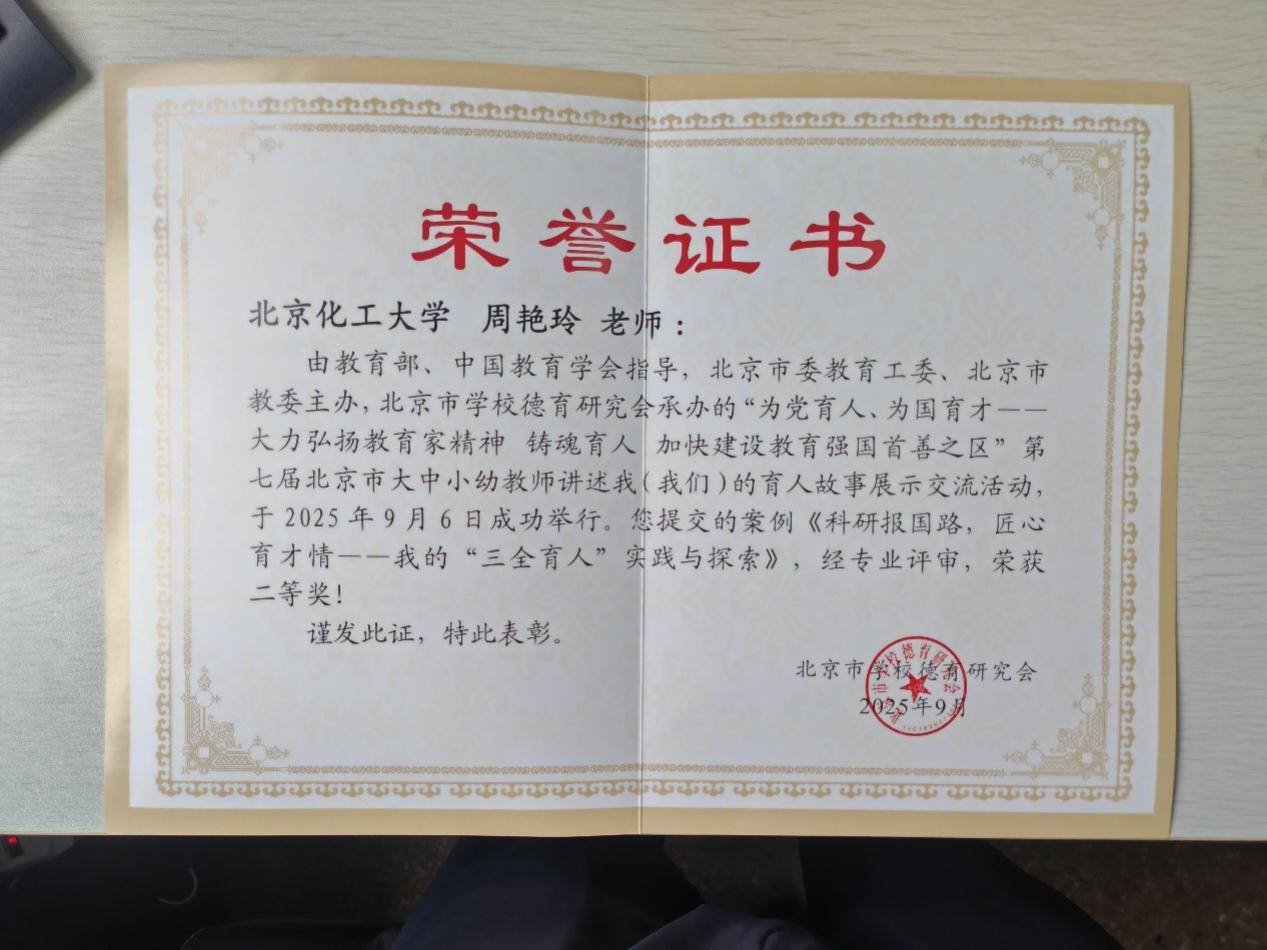 荣誉证书
北京化工大学 周艳玲 老师：
由教育部、中国教育学会指导，北京市委教育工委、北京市
教委主办，北京市学校德育研究会承办的“为党育人、为国育才——
大力弘扬教育家精神 铸魂育人 加快建设教育强国首善之区”第
七届北京市大中小幼教师讲述我（我们）的育人故事展示交流活动，
于2025年9月6日成功举行。您提交的案例《科研报国路，匠心
育才情——我的“三全育人”实践与探索》，经专业评审，荣获
二等奖！
谨发此证，特此表彰。
北京市学校德育研究会
2025年9月
北京市学校德育研究会